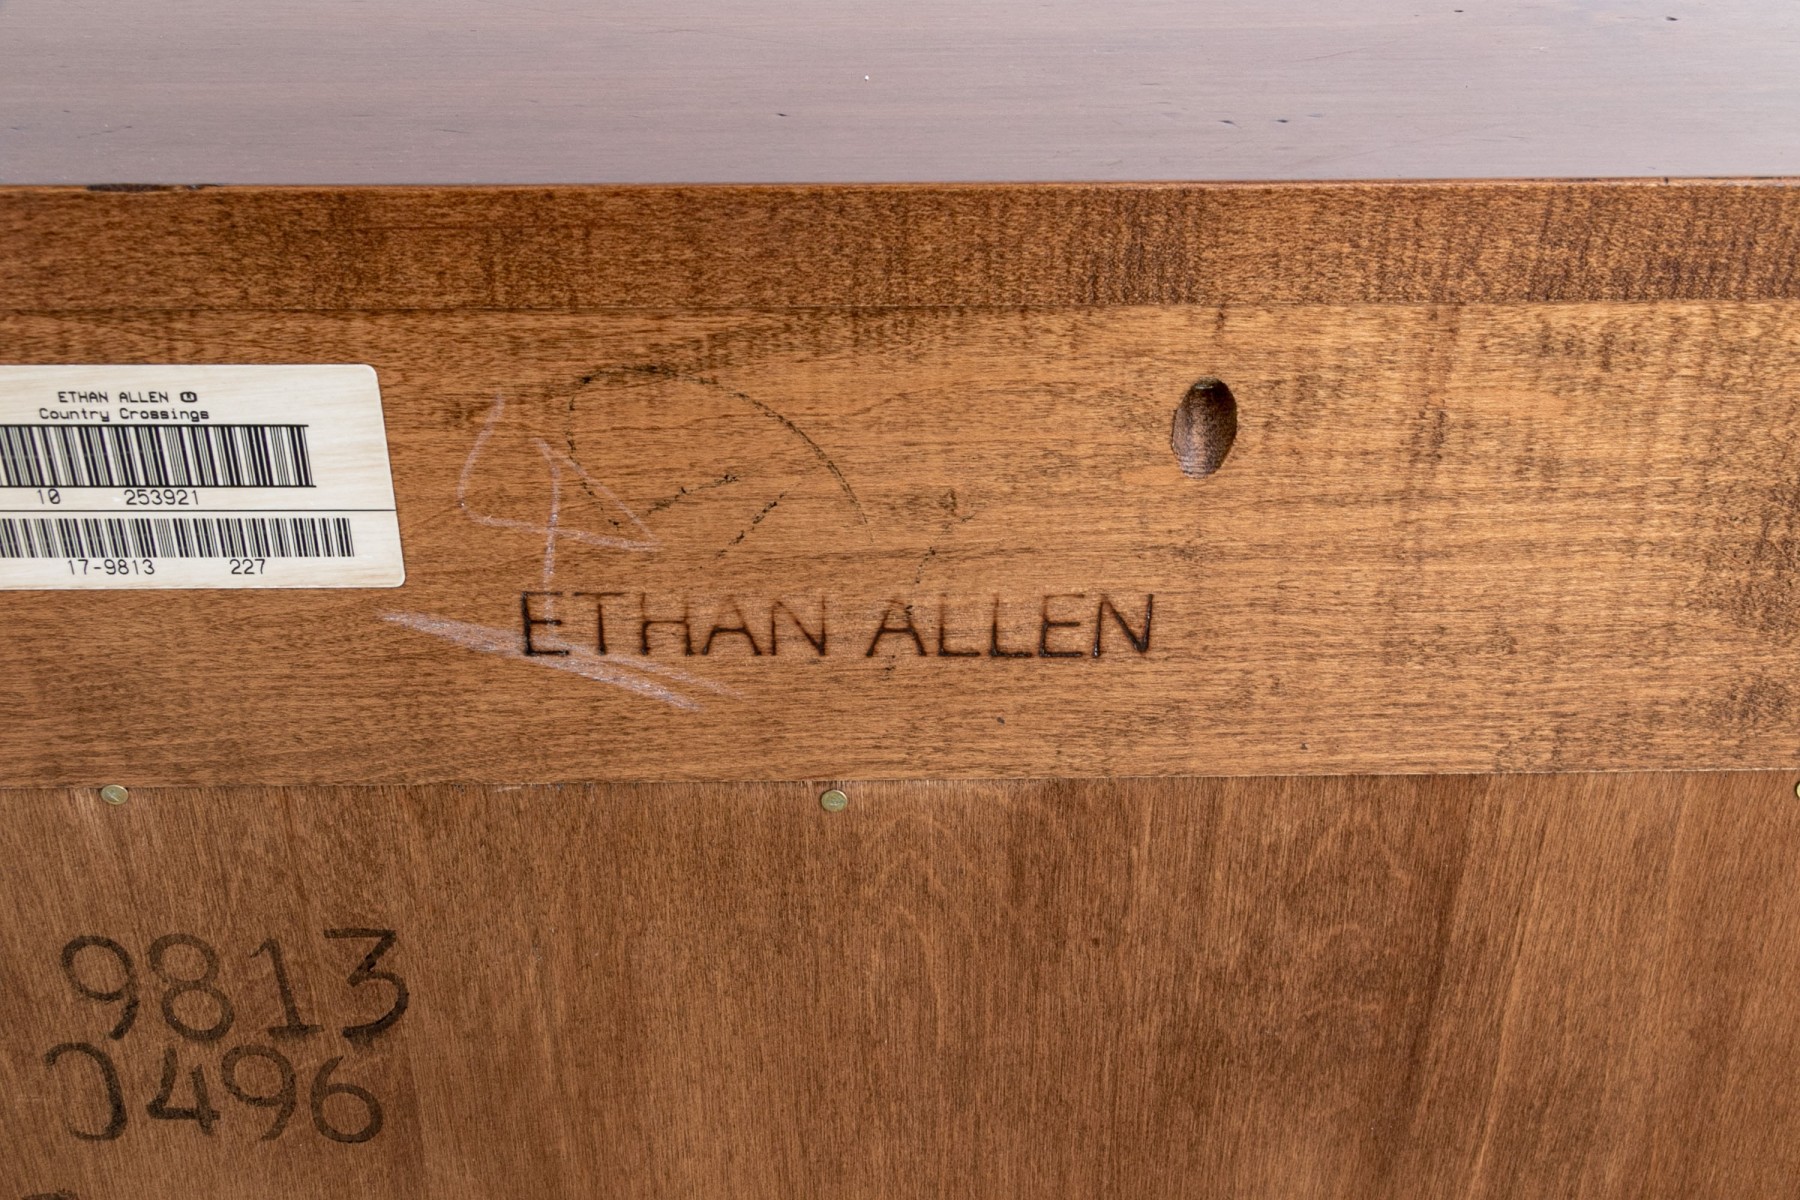 ETHAN ALLEN
Country Crossings
10 253921
17-9813 227
ETHAN ALLEN
9813
0496